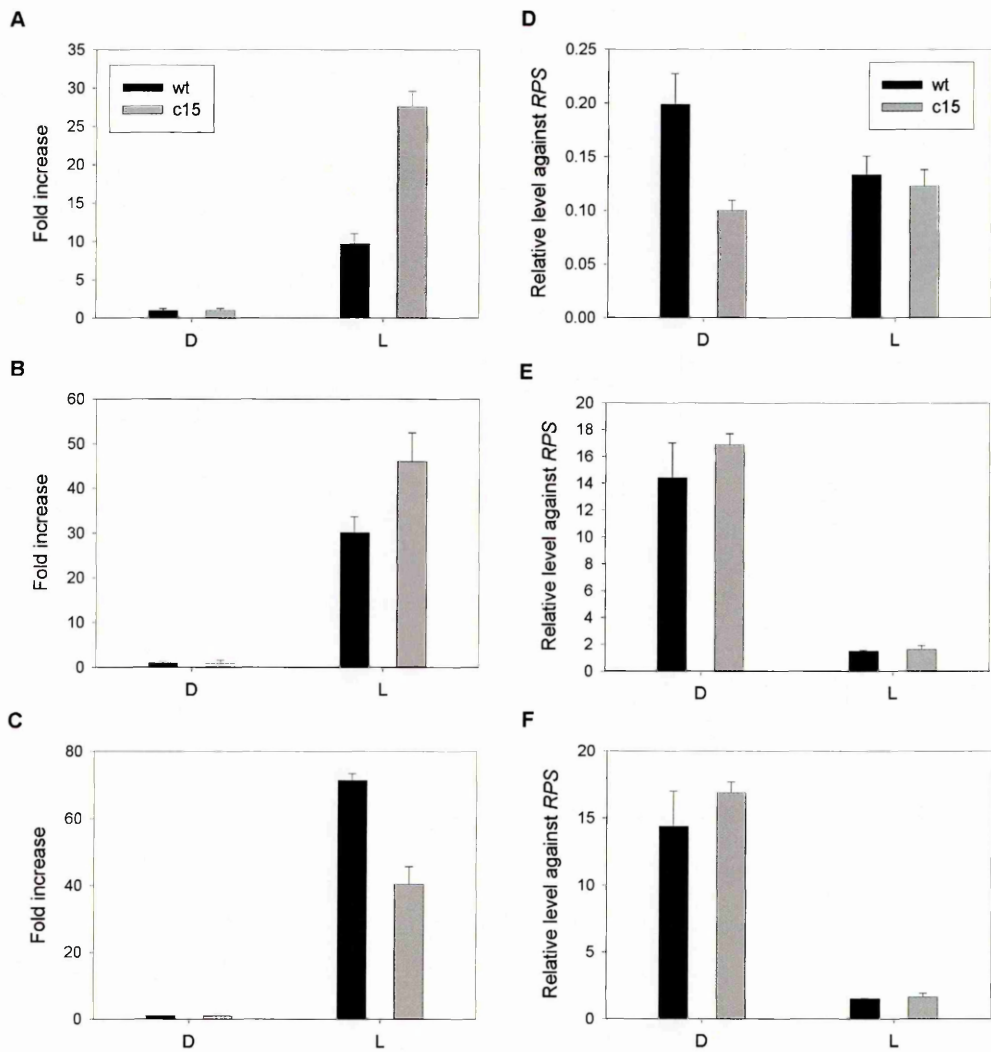 A
Fold increase
35
30
25
20
15
10
5
0
wt
c15
D
L
B
Fold increase
60
50
40
30
20
10
0
D
L
C
Fold increase
80
60
40
20
0
D
L
D
Relative level against RPS
0.25
0.20
0.15
0.10
0.05
0.00
wt
c15
D
L
E
Relative level against RPS
20
18
16
14
12
10
8
6
4
2
0
D
L
F
Relative level against RPS
20
15
10
5
0
D
L